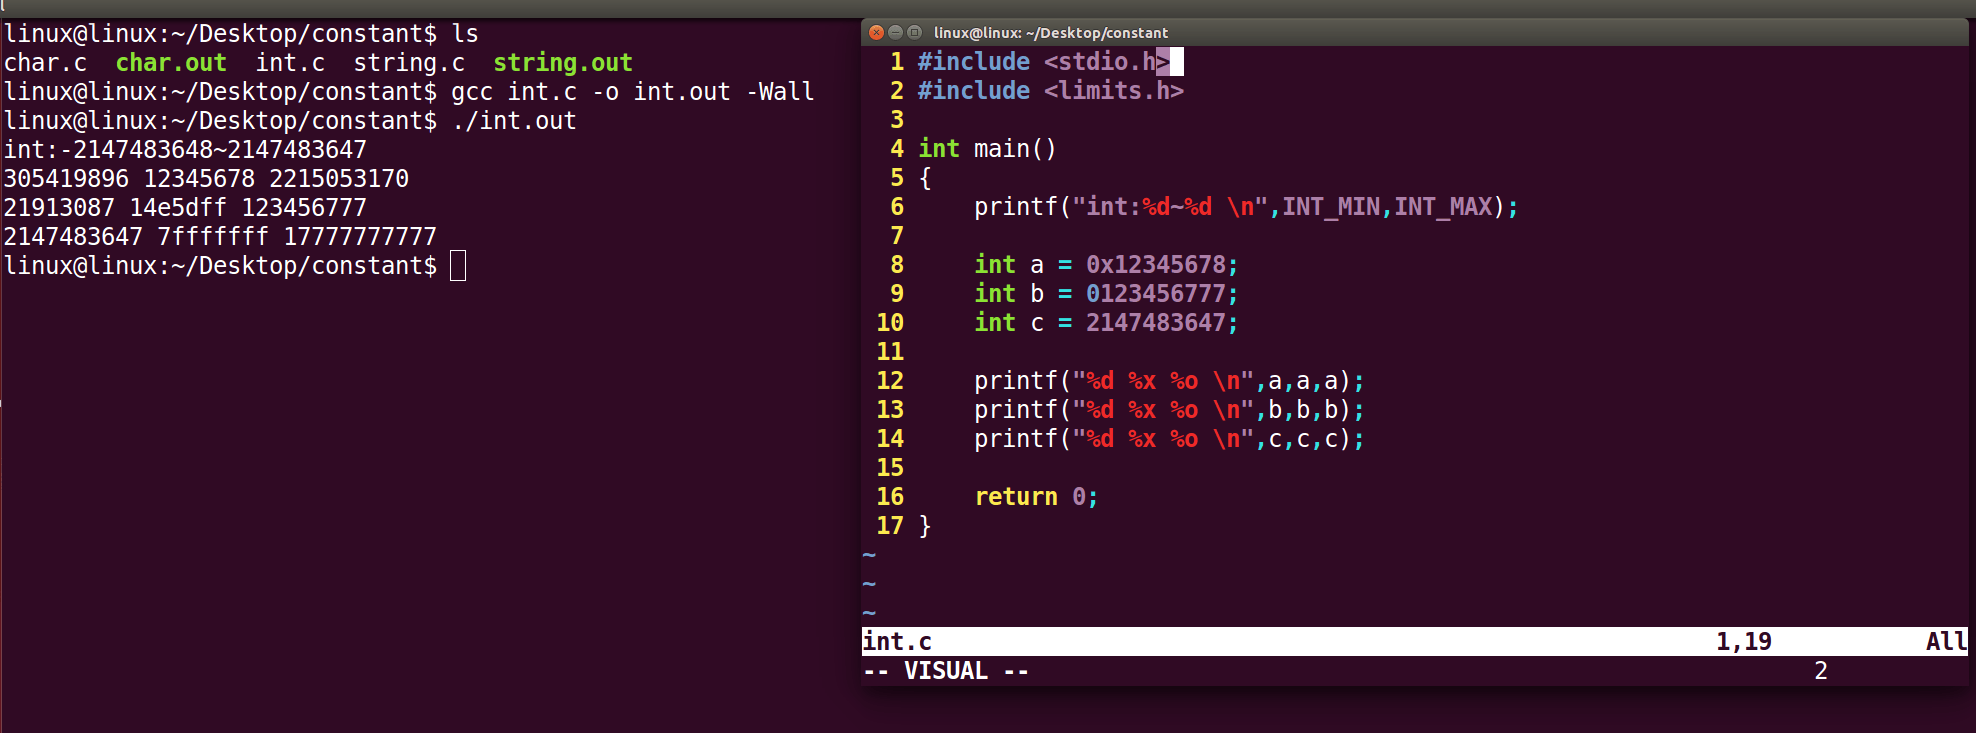 linux@linux:~/Desktop/constant$ ls
char.c  char.out  int.c  string.c  string.out
linux@linux:~/Desktop/constant$ gcc int.c -o int.out -Wall
linux@linux:~/Desktop/constant$ ./int.out
int:-2147483648~2147483647
305419896 12345678 2215053170
21913087 14e5dff 123456777
2147483647 7fffffff 17777777777
linux@linux:~/Desktop/constant$
linux@linux: ~/Desktop/constant
1 #include <stdio.h>
2 #include <limits.h>
3
4 int main()
5 {
6     printf("int:%d~%d \n",INT_MIN,INT_MAX);
7
8     int a = 0x12345678;
9     int b = 0123456777;
10     int c = 2147483647;
11
12     printf("%d %x %o \n",a,a,a);
13     printf("%d %x %o \n",b,b,b);
14     printf("%d %x %o \n",c,c,c);
15
16     return 0;
17 }
~
~
~
int.c 1,19 All
-- VISUAL -- 2